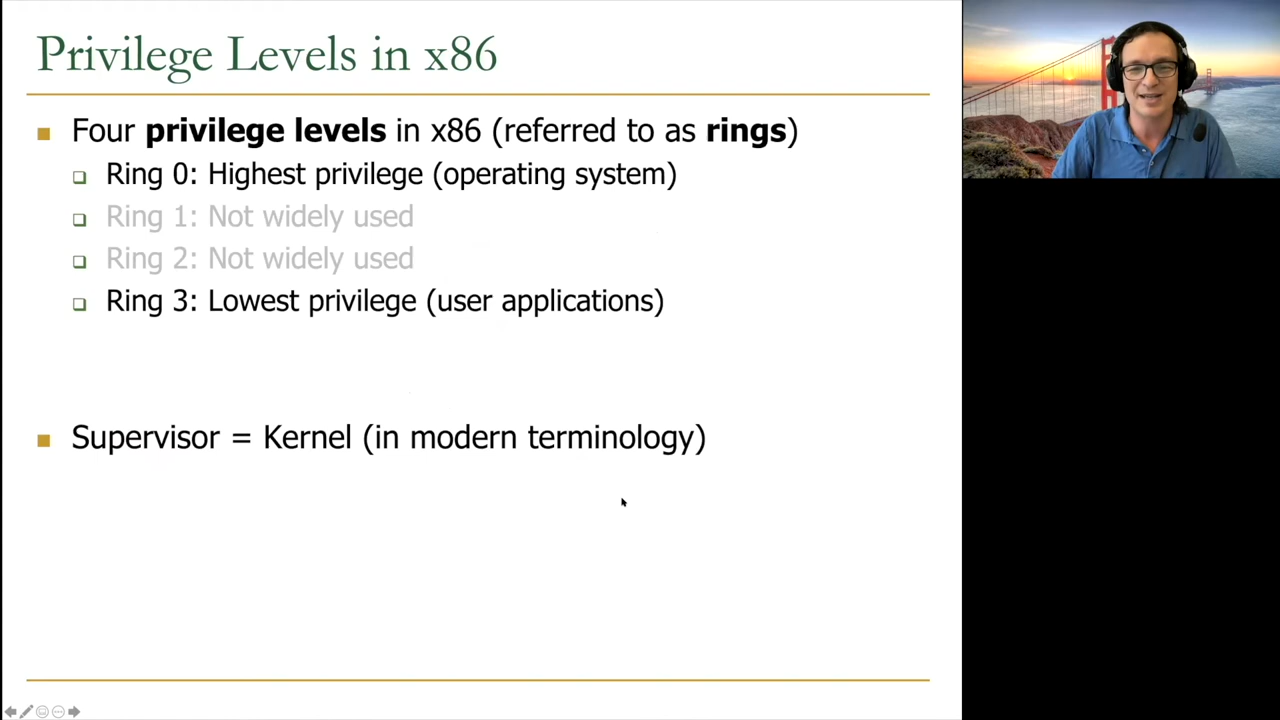 Privilege Levels in x86
Four privilege levels in x86 (referred to as rings)
Ring 0: Highest privilege (operating system)
Ring 1: Not widely used
Ring 2: Not widely used
Ring 3: Lowest privilege (user applications)
Supervisor = Kernel (in modern terminology)